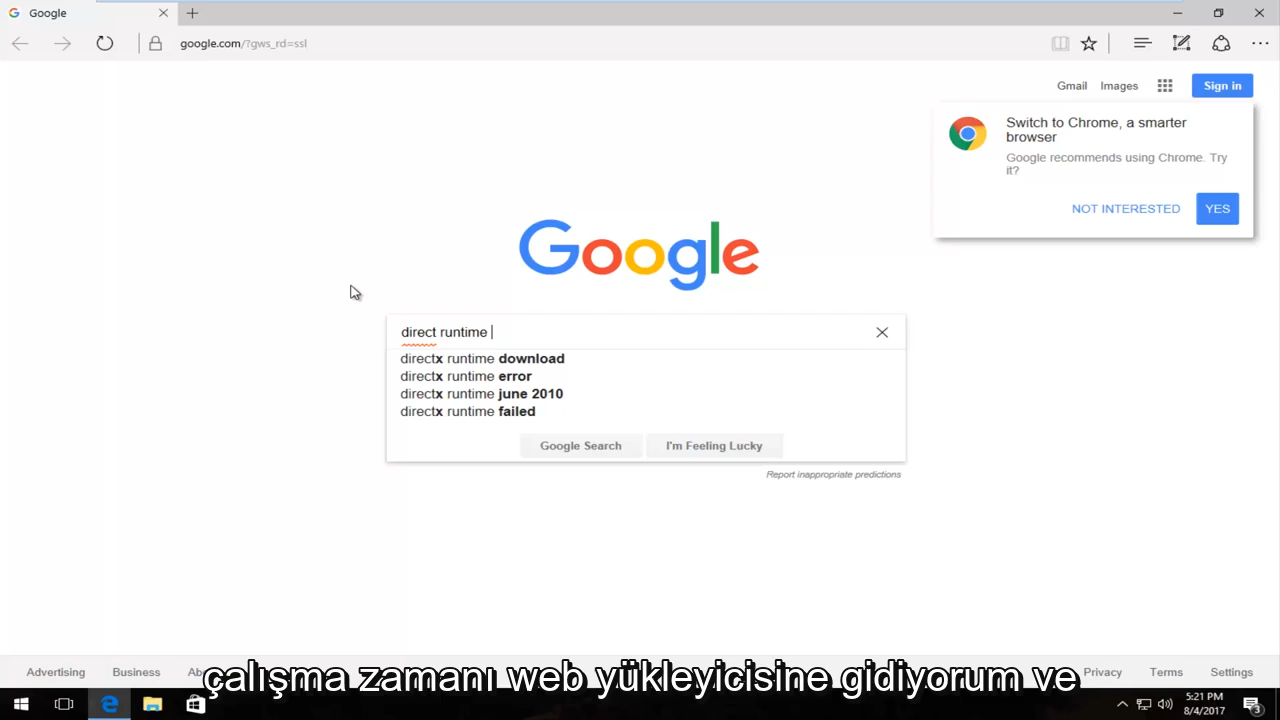 Google
google.com/?gws_rd=ssl
Gmail Images Sign in
Switch to Chrome, a smarter
browser
Google recommends using Chrome. Try
it?
NOT INTERESTED YES
Google
direct runtime
directx runtime download
directx runtime error
directx runtime june 2010
directx runtime failed
Google Search I'm Feeling Lucky
Report inappropriate predictions
Advertising Business Privacy Terms Settings
çalışma zamanı web yükleyicisine gidiyorum ve
5:21 PM
8/4/2017
3